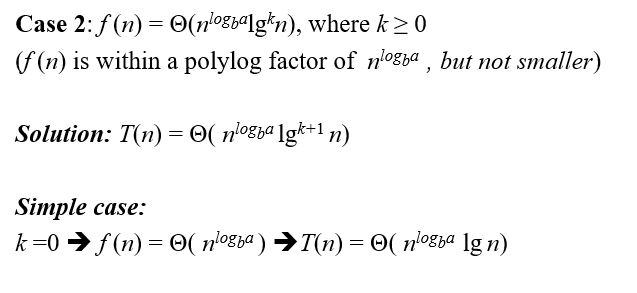 Case 2: f (n) = Θ(n^{log_b a}lg^k n), where k ≥ 0
(f (n) is within a polylog factor of n^{log_b a} , but not smaller)
Solution: T(n) = Θ( n^{log_b a} lg^{k+1} n)
Simple case:
k =0 ➔ f (n) = Θ( n^{log_b a} ) ➔ T(n) = Θ( n^{log_b a} lg n)